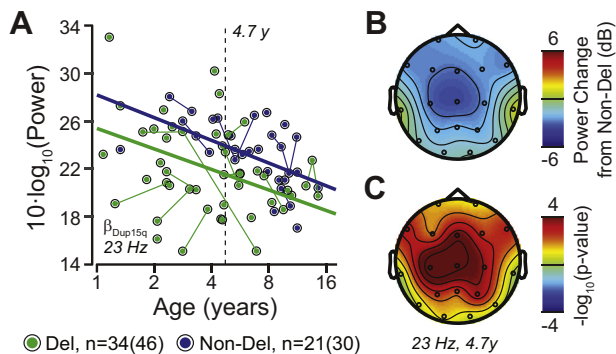 A
4.7 y
10·log10(Power)
34
30
26
22
18
14
βDup15q
23 Hz
1
2
4
8
16
Age (years)
Del, n=34(46)
Non-Del, n=21(30)
B
6
-6
Power Change
from Non-Del (dB)
C
4
-4
-log10(p-value)
23 Hz, 4.7y